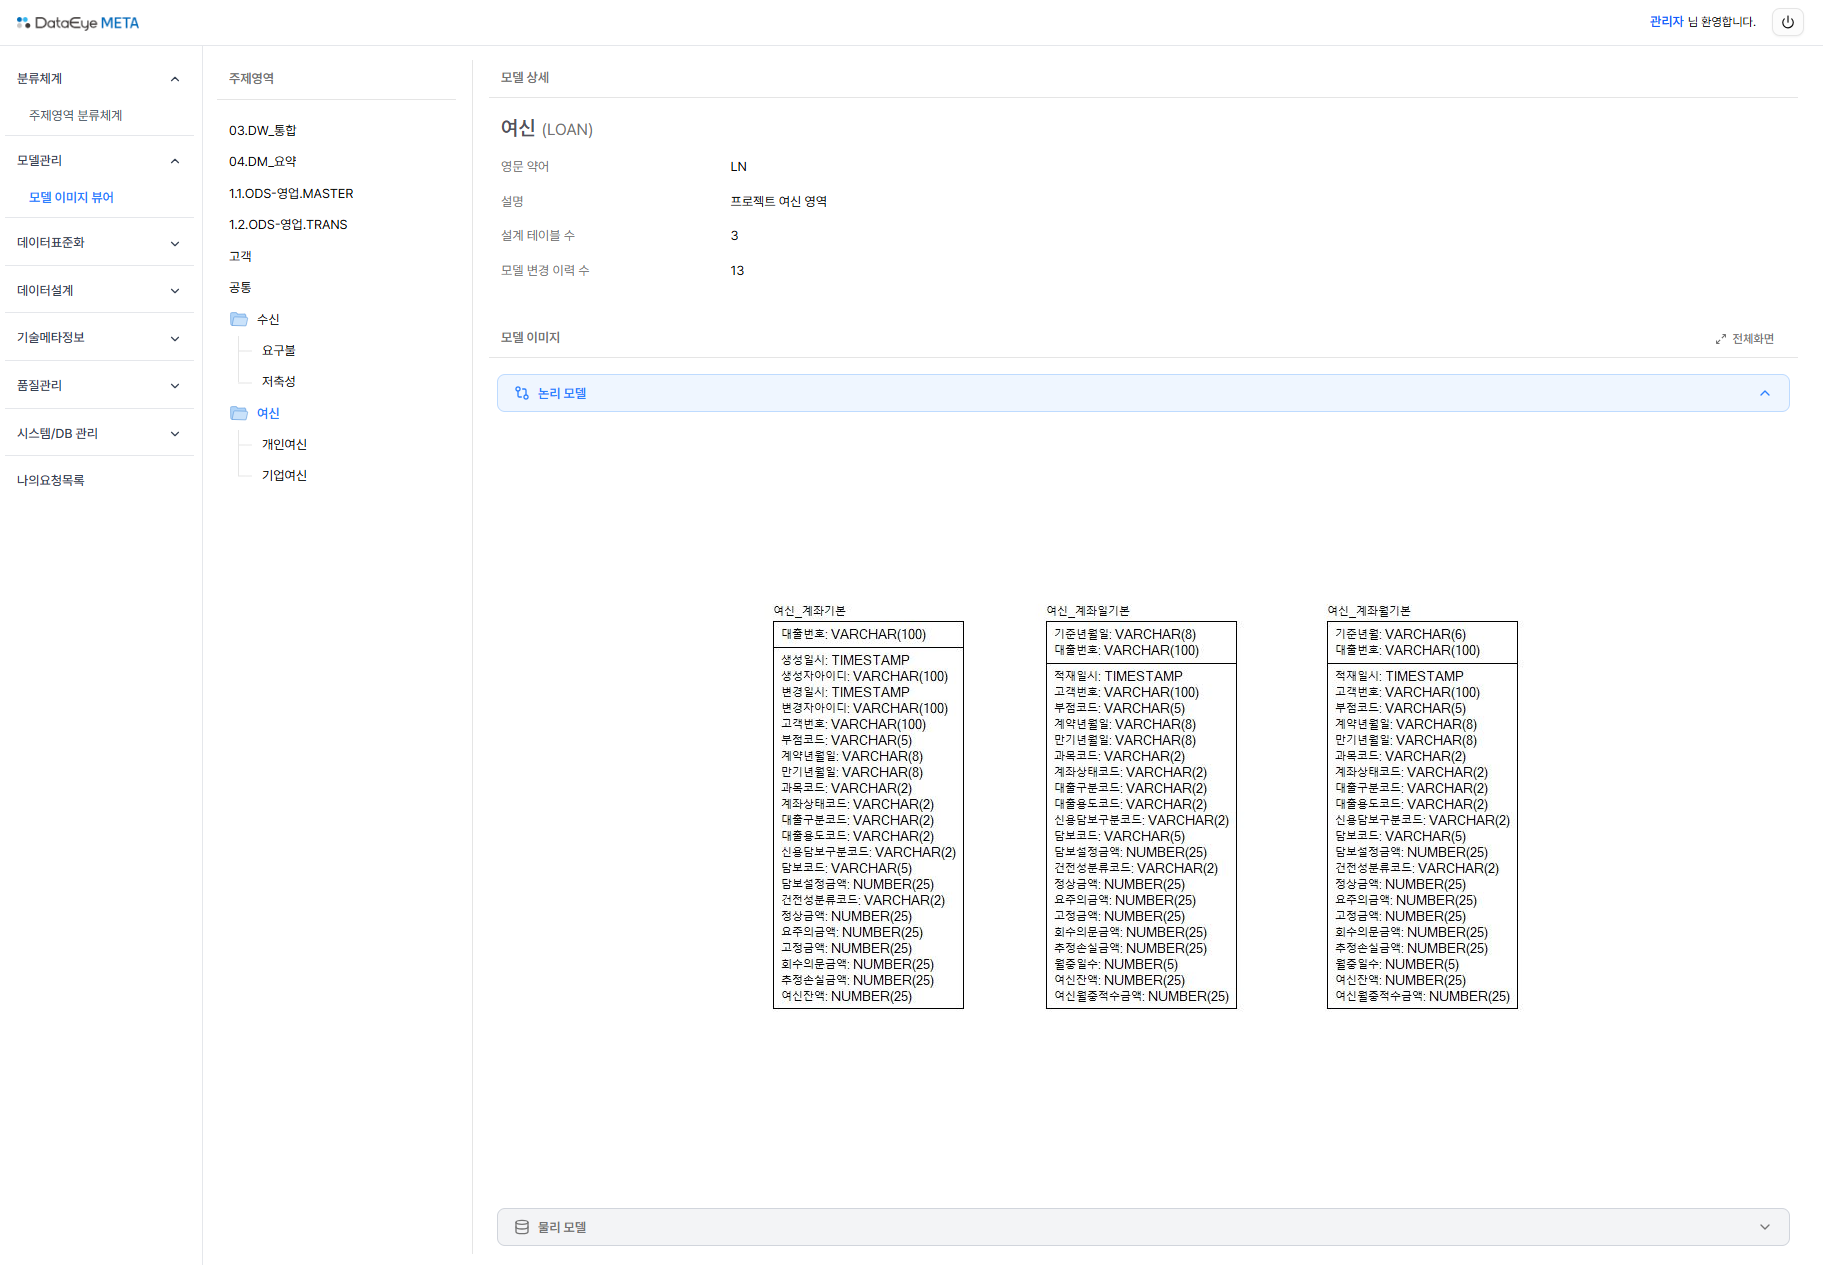 DataEye META
관리자 님 환영합니다.
분류체계
주제영역 분류체계
모델관리
모델 이미지 뷰어
데이터표준화
데이터설계
기술메타정보
품질관리
시스템/DB 관리
나의요청목록
주제영역
03.DW_통합
04.DM_요약
1.1.ODS-영업.MASTER
1.2.ODS-영업.TRANS
고객
공통
수신
요구불
저축성
여신
개인여신
기업여신
모델 상세
여신 (LOAN)
영문 약어 LN
설명 프로젝트 여신 영역
설계 테이블 수 3
모델 변경 이력 수 13
모델 이미지
전체화면
논리 모델
여신_계좌기본
대출번호: VARCHAR(100)
생성일시: TIMESTAMP
생성자아이디: VARCHAR(100)
변경일시: TIMESTAMP
변경자아이디: VARCHAR(100)
고객번호: VARCHAR(100)
부점코드: VARCHAR(5)
계약년월일: VARCHAR(8)
만기년월일: VARCHAR(8)
과목코드: VARCHAR(2)
계좌상태코드: VARCHAR(2)
대출구분코드: VARCHAR(2)
대출용도코드: VARCHAR(2)
신용담보구분코드: VARCHAR(2)
담보코드: VARCHAR(5)
담보설정금액: NUMBER(25)
건전성분류코드: VARCHAR(2)
정상금액: NUMBER(25)
요주의금액: NUMBER(25)
고정금액: NUMBER(25)
회수의문금액: NUMBER(25)
추정손실금액: NUMBER(25)
여신잔액: NUMBER(25)
여신_계좌일기본
기준년월일: VARCHAR(8)
대출번호: VARCHAR(100)
적재일시: TIMESTAMP
고객번호: VARCHAR(100)
부점코드: VARCHAR(5)
계약년월일: VARCHAR(8)
만기년월일: VARCHAR(8)
과목코드: VARCHAR(2)
계좌상태코드: VARCHAR(2)
대출구분코드: VARCHAR(2)
대출용도코드: VARCHAR(2)
신용담보구분코드: VARCHAR(2)
담보코드: VARCHAR(5)
담보설정금액: NUMBER(25)
건전성분류코드: VARCHAR(2)
정상금액: NUMBER(25)
요주의금액: NUMBER(25)
고정금액: NUMBER(25)
회수의문금액: NUMBER(25)
추정손실금액: NUMBER(25)
월중일수: NUMBER(5)
여신잔액: NUMBER(25)
여신월중적수금액: NUMBER(25)
여신_계좌월기본
기준년월: VARCHAR(6)
대출번호: VARCHAR(100)
적재일시: TIMESTAMP
고객번호: VARCHAR(100)
부점코드: VARCHAR(5)
계약년월일: VARCHAR(8)
만기년월일: VARCHAR(8)
과목코드: VARCHAR(2)
계좌상태코드: VARCHAR(2)
대출구분코드: VARCHAR(2)
대출용도코드: VARCHAR(2)
신용담보구분코드: VARCHAR(2)
담보코드: VARCHAR(5)
담보설정금액: NUMBER(25)
건전성분류코드: VARCHAR(2)
정상금액: NUMBER(25)
요주의금액: NUMBER(25)
고정금액: NUMBER(25)
회수의문금액: NUMBER(25)
추정손실금액: NUMBER(25)
월중일수: NUMBER(5)
여신잔액: NUMBER(25)
여신월중적수금액: NUMBER(25)
물리 모델